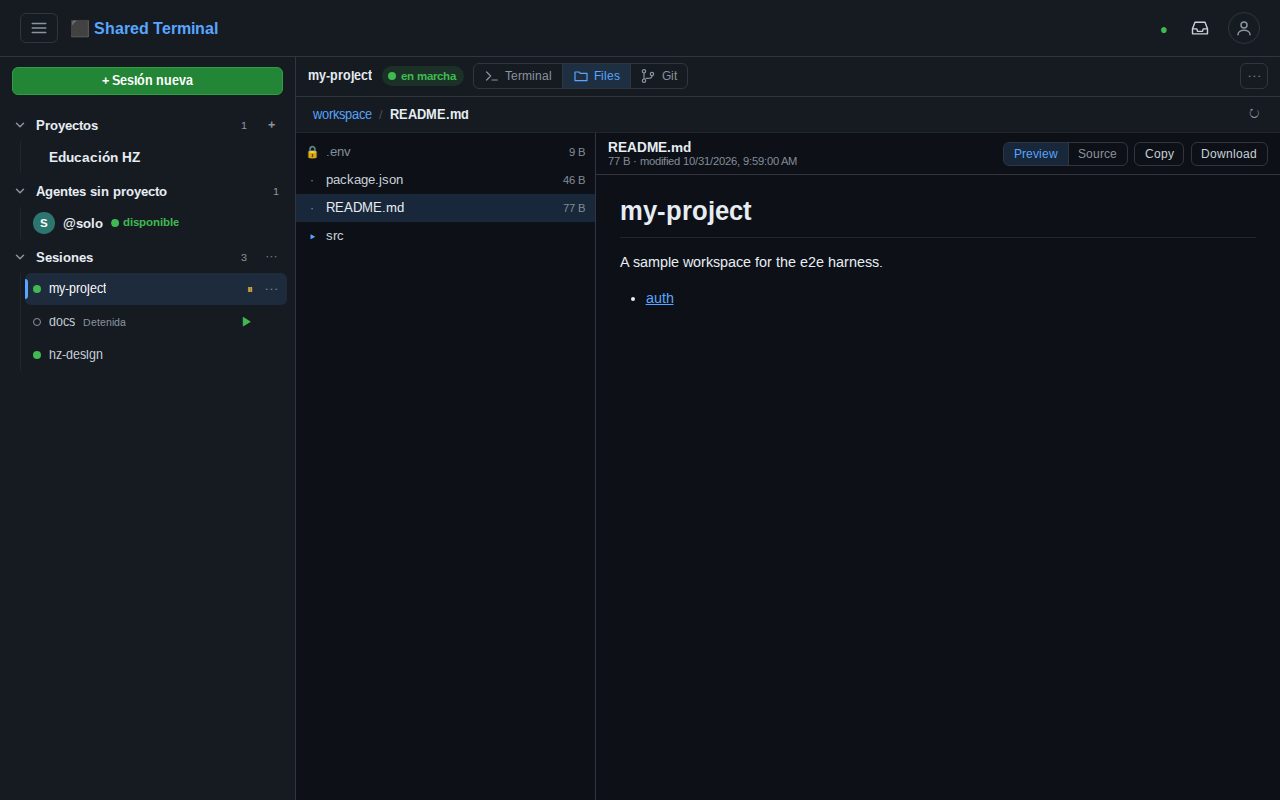 Shared Terminal
+ Sesión nueva
Proyectos 1 +
Educación HZ
Agentes sin proyecto 1
S @solo disponible
Sesiones 3 ...
my-project ...
docs Detenida
hz-design
my-project en marcha Terminal Files Git ...
workspace / README.md
.env 9 B
package.json 46 B
README.md 77 B
src
README.md
77 B · modified 10/31/2026, 9:59:00 AM
Preview Source Copy Download
my-project
A sample workspace for the e2e harness.
• auth